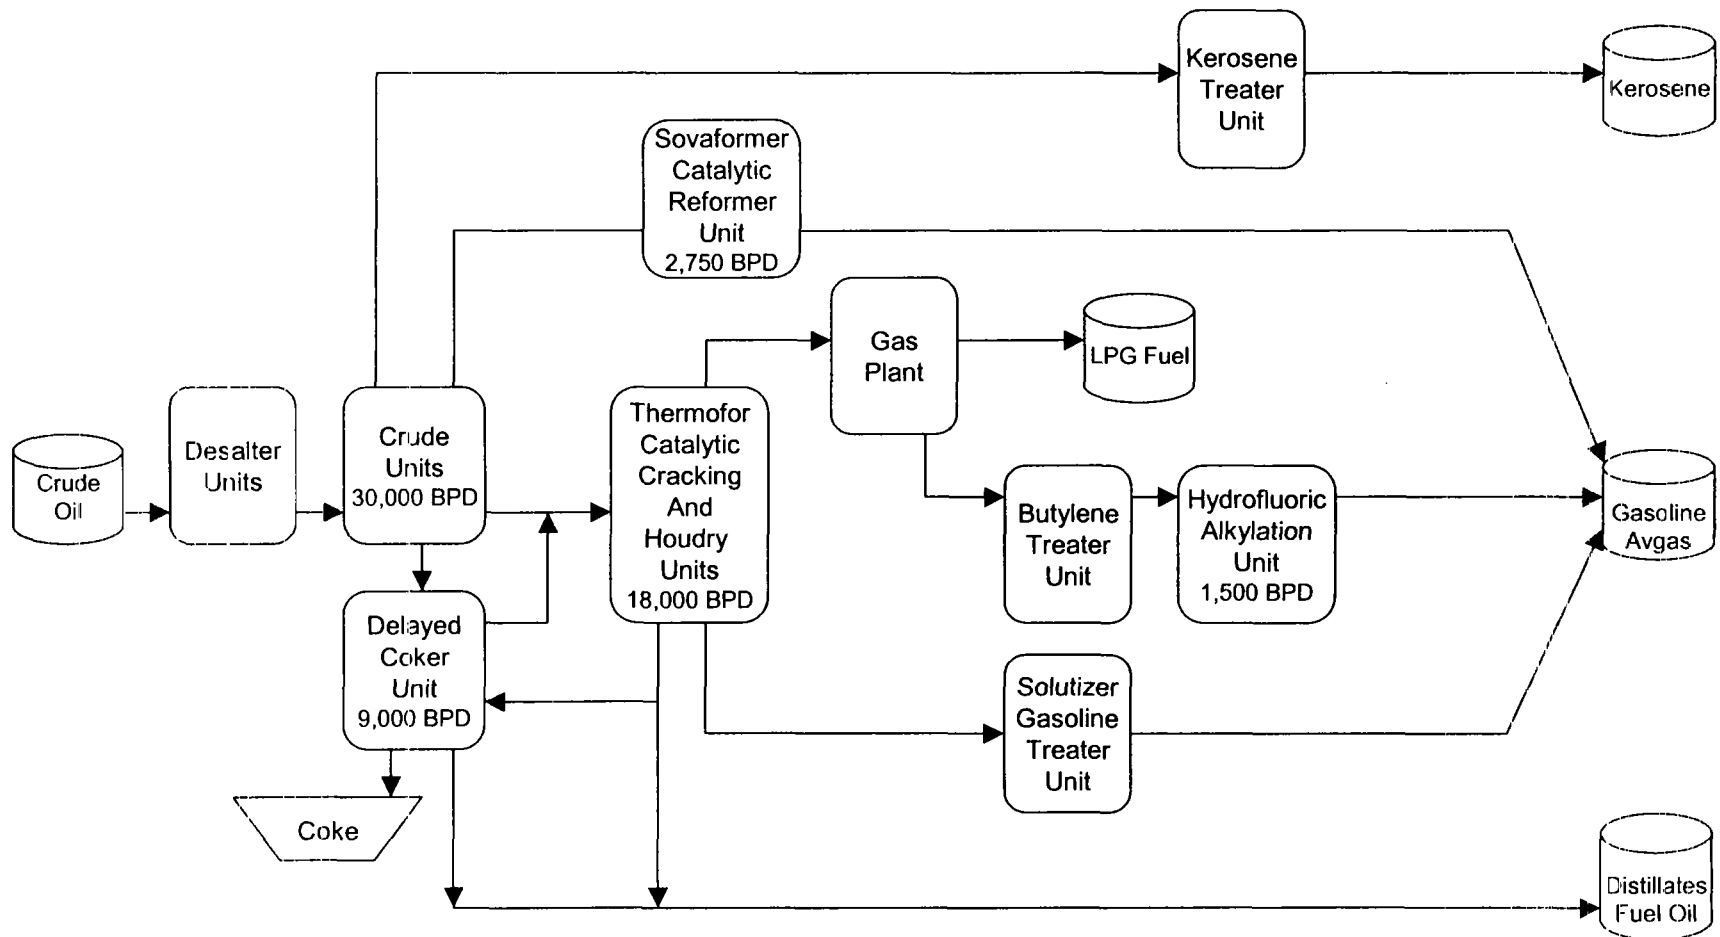 Kerosene
Treater
Unit
Kerosene
Sovaformer
Catalytic
Reformer
Unit
2,750 BPD
Gas
Plant
LPG Fuel
Crude
Oil
Desalter
Units
Crude
Units
30,000 BPD
Thermofor
Catalytic
Cracking
And
Houdry
Units
18,000 BPD
Butylene
Treater
Unit
Hydrofluoric
Alkylation
Unit
1,500 BPD
Gasoline
Avgas
Delayed
Coker
Unit
9,000 BPD
Solutizer
Gasoline
Treater
Unit
Coke
Distillates
Fuel Oil